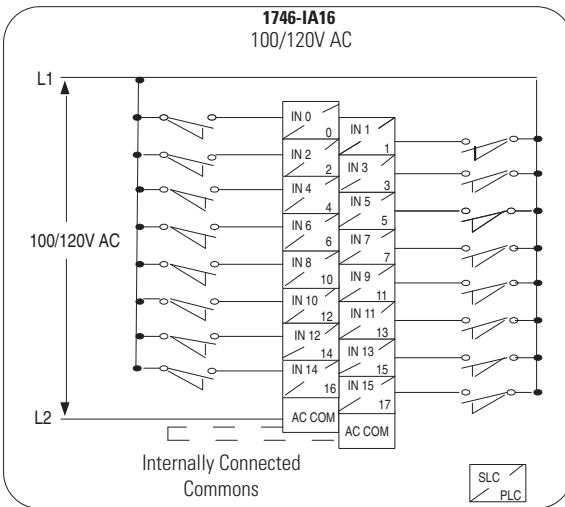 1746-IA16
100/120V AC
L1
IN 0
0
IN 1
1
IN 2
2
IN 3
3
IN 4
4
IN 5
5
IN 6
6
IN 7
7
100/120V AC
IN 8
10
IN 9
11
IN 10
12
IN 11
13
IN 12
14
IN 13
15
IN 14
16
IN 15
17
L2
AC COM
AC COM
Internally Connected
Commons
SLC
PLC